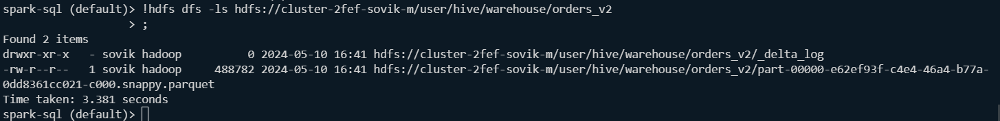 spark-sql (default)> !hdfs dfs -ls hdfs://cluster-2fef-sovik-m/user/hive/warehouse/orders_v2
                   > ;
Found 2 items
drwxr-xr-x   - sovik hadoop          0 2024-05-10 16:41 hdfs://cluster-2fef-sovik-m/user/hive/warehouse/orders_v2/_delta_log
-rw-r--r--   1 sovik hadoop     488782 2024-05-10 16:41 hdfs://cluster-2fef-sovik-m/user/hive/warehouse/orders_v2/part-00000-e62ef93f-c4e4-46a4-b77a-
0dd8361cc021-c000.snappy.parquet
Time taken: 3.381 seconds
spark-sql (default)>